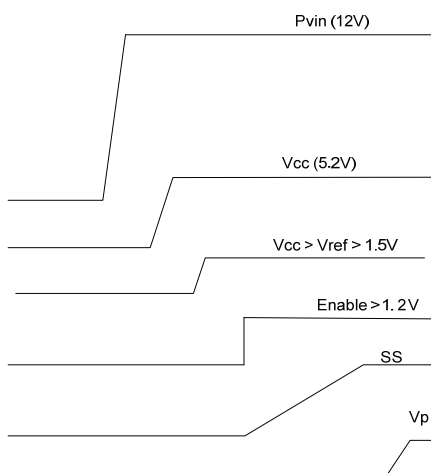 Pvin (12V)
Vcc (5.2V)
Vcc > Vref > 1.5V
Enable >1.2V
SS
Vp